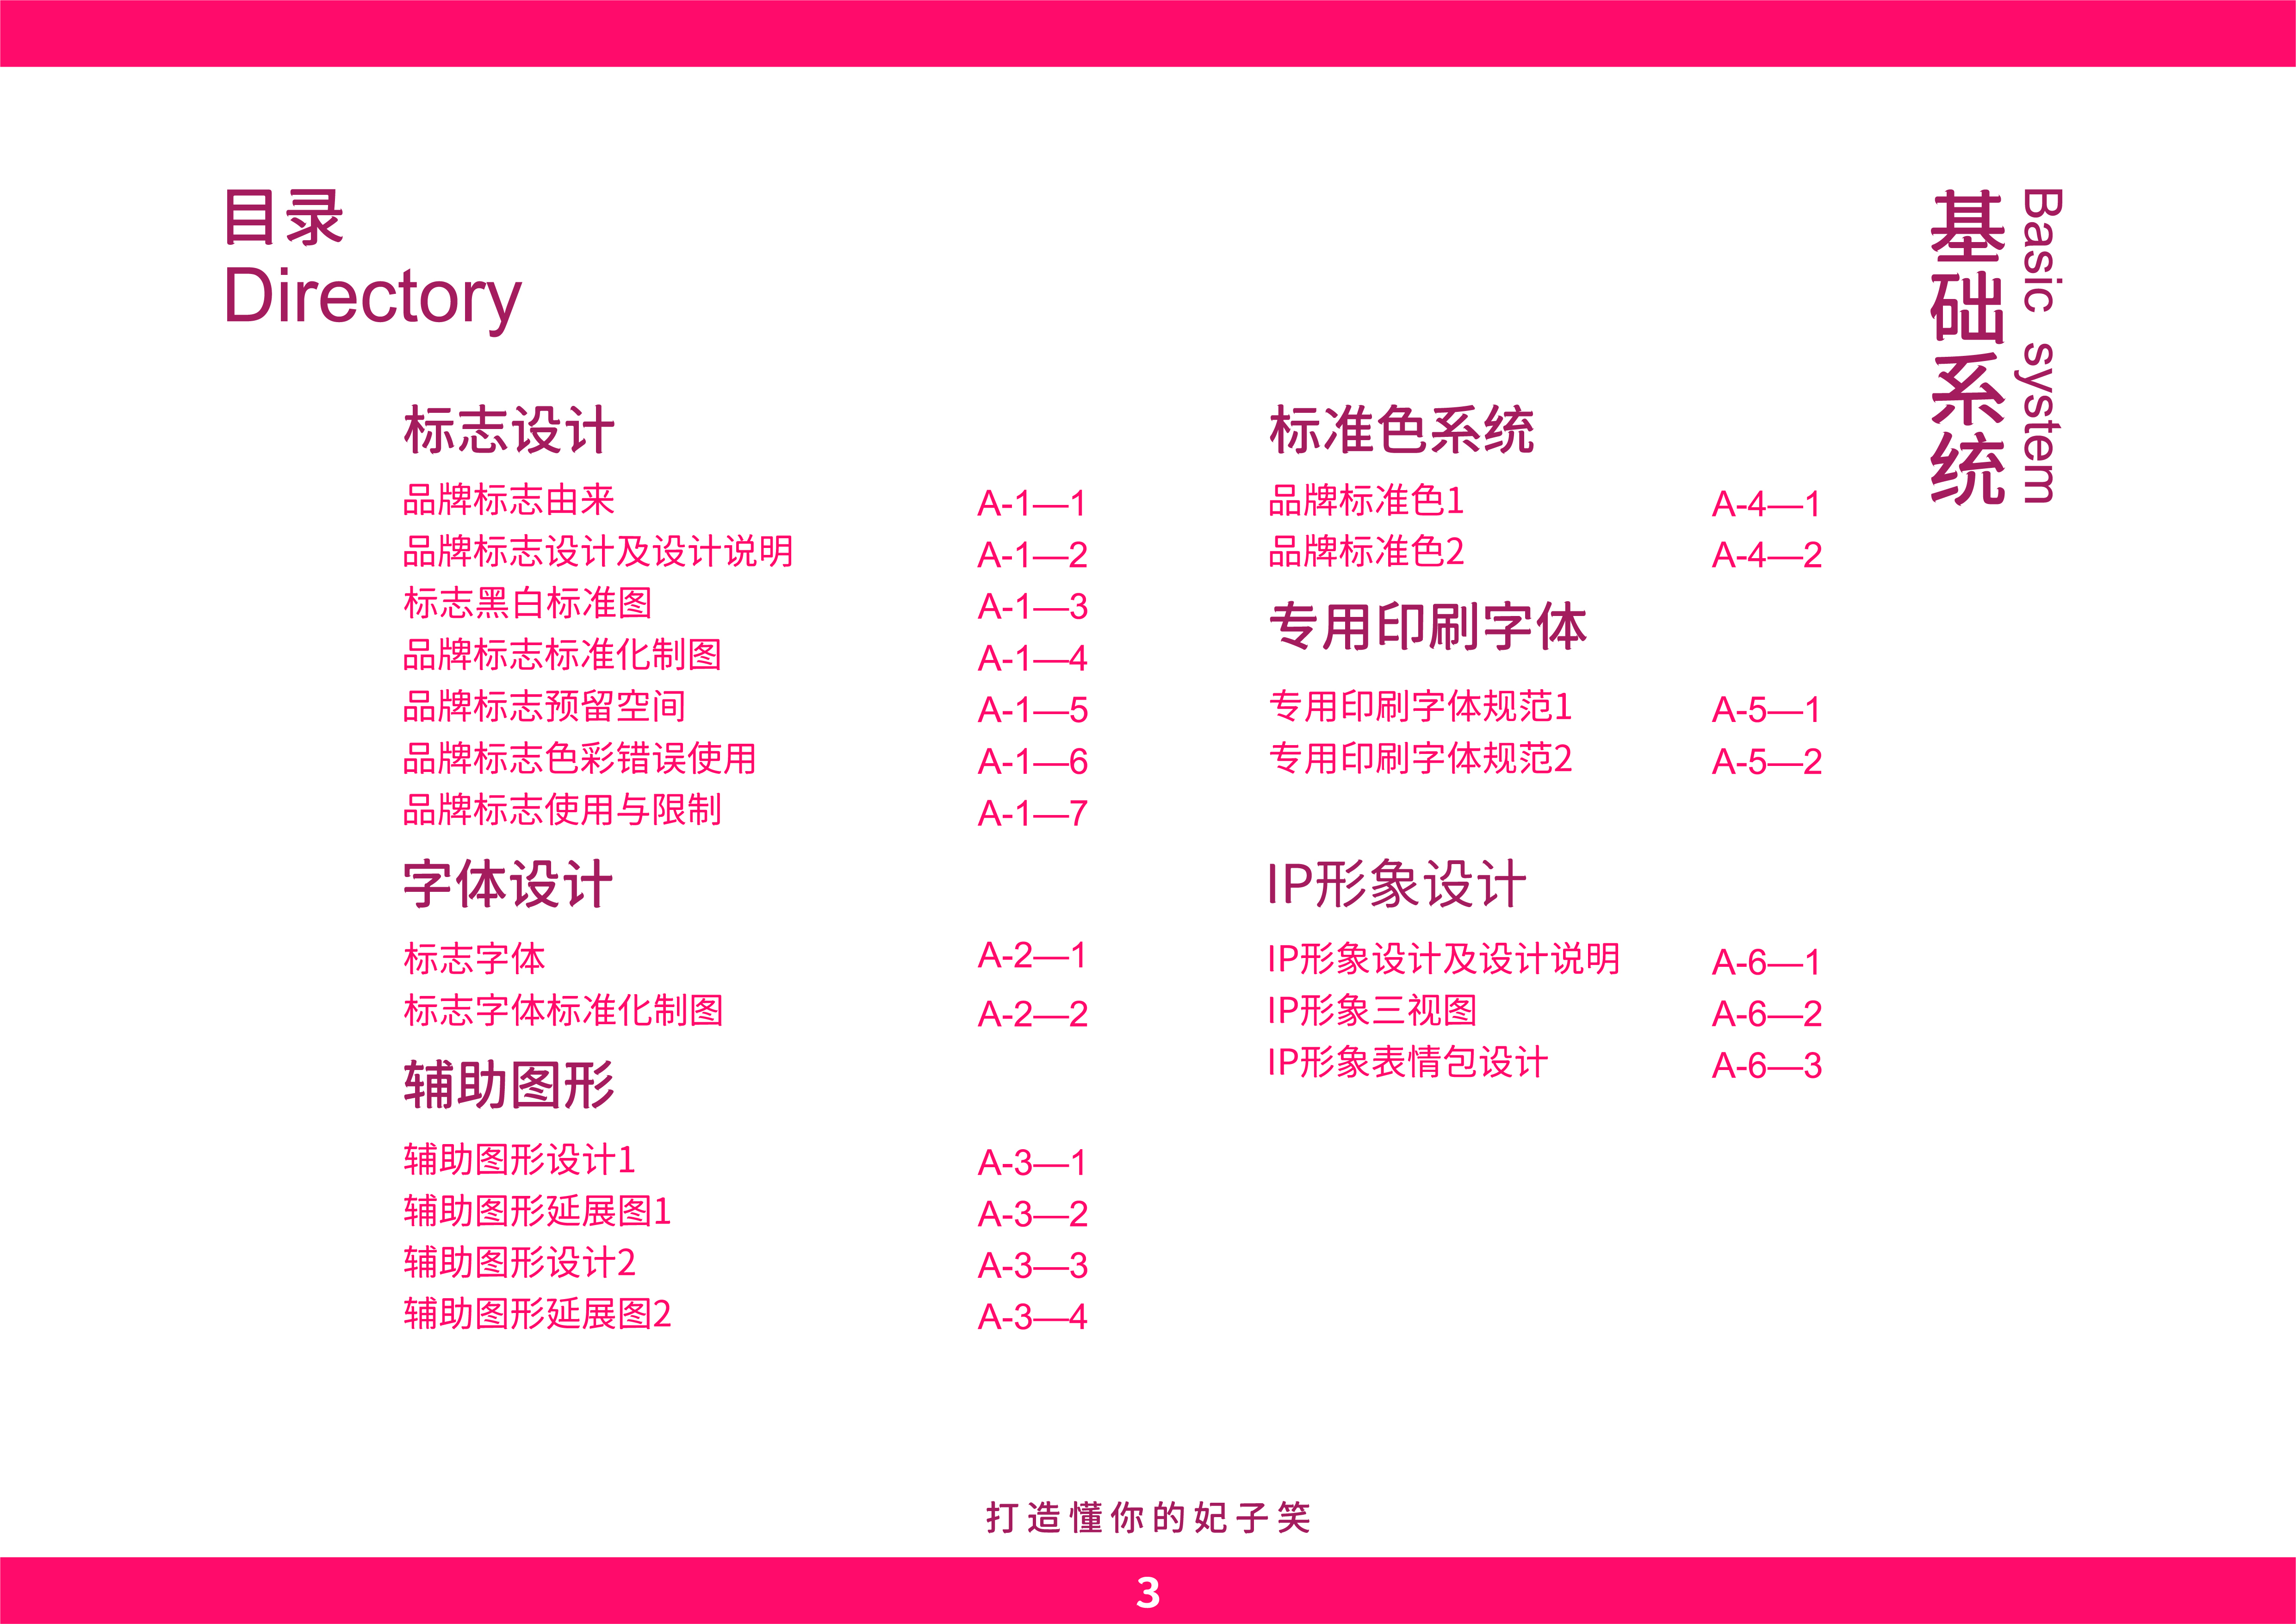 目录
Directory
基础系统
Basic system
标志设计
品牌标志由来 A-1—1
品牌标志设计及设计说明 A-1—2
标志黑白标准图 A-1—3
品牌标志标准化制图 A-1—4
品牌标志预留空间 A-1—5
品牌标志色彩错误使用 A-1—6
品牌标志使用与限制 A-1—7
字体设计
标志字体 A-2—1
标志字体标准化制图 A-2—2
辅助图形
辅助图形设计1 A-3—1
辅助图形延展图1 A-3—2
辅助图形设计2 A-3—3
辅助图形延展图2 A-3—4
标准色系统
品牌标准色1 A-4—1
品牌标准色2 A-4—2
专用印刷字体
专用印刷字体规范1 A-5—1
专用印刷字体规范2 A-5—2
IP形象设计
IP形象设计及设计说明 A-6—1
IP形象三视图 A-6—2
IP形象表情包设计 A-6—3
打造懂你的妃子笑
3